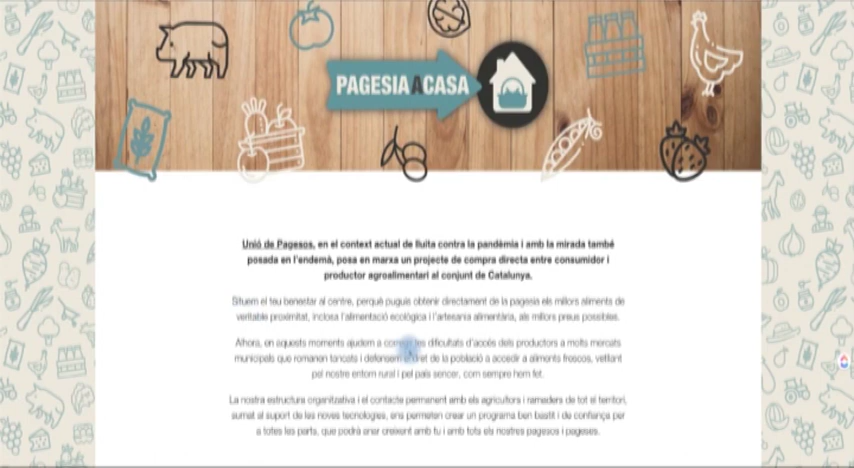 PAGESIAACASA
Unió de Pagesos, en el context actual de lluita contra la pandèmia i amb la mirada també
posada en l'endemà, posa en marxa un projecte de compra directa entre consumidor i
productor agroalimentari al conjunt de Catalunya.
Situem el teu benestar al centre, perquè puguis obtenir directament de la pagesia els millors aliments de
veritable proximitat, inclosa l'alimentació ecològica i l'artesania alimentària, als millors preus possibles.
Ahora, en aquests moments ajudem a les dificultats d'accés dels productors a molts mercats
municipals que romanen tancats i defensem de la població a accedir a aliments frescos, vetllant
pel nostre entorn rural i pel país sencer, com sempre hem fet.
La nostra estructura organitzativa i el contacte permanent amb els agricultors i ramaders de tot el territori,
sumat al suport de les noves tecnologies, ens permeten crear un programa ben bastit i de confiança per
a totes les parts, que podrà anar creixent amb tu i amb tots els nostres pagesos i pageses.